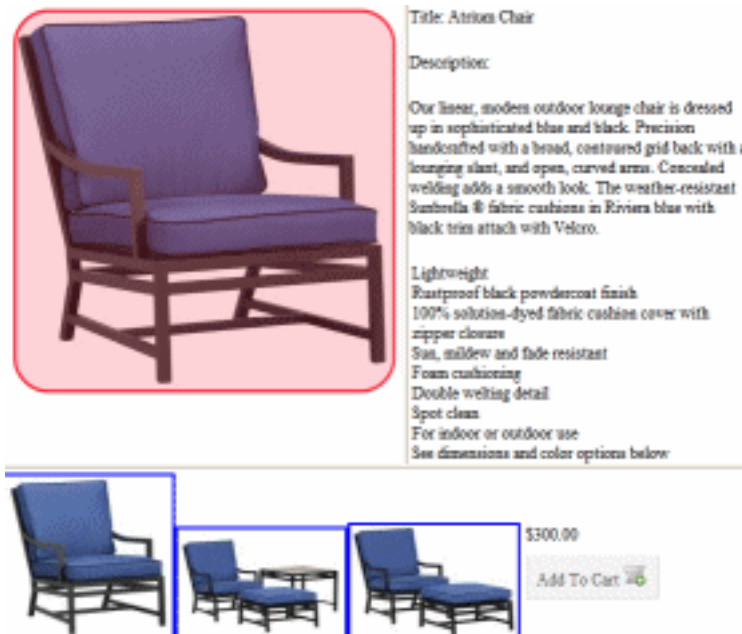 Title: Atrium Chair
Description:
Our linear, modern outdoor lounge chair is dressed
up in sophisticated blue and black. Precision
handcrafted with a broad, contoured grid back with a
lounging slant, and open, curved arms. Concealed
welding adds a smooth look. The weather-resistant
Sunbrella ® fabric cushions in Riviera blue with
black trim attach with Velcro.
Lightweight
Rustproof black powdercoat finish
100% solution-dyed fabric cushion cover with
zipper closure
Sun, mildew and fade resistant
Foam cushioning
Double welting detail
Spot clean
For indoor or outdoor use
See dimensions and color options below
$300.00
Add To Cart